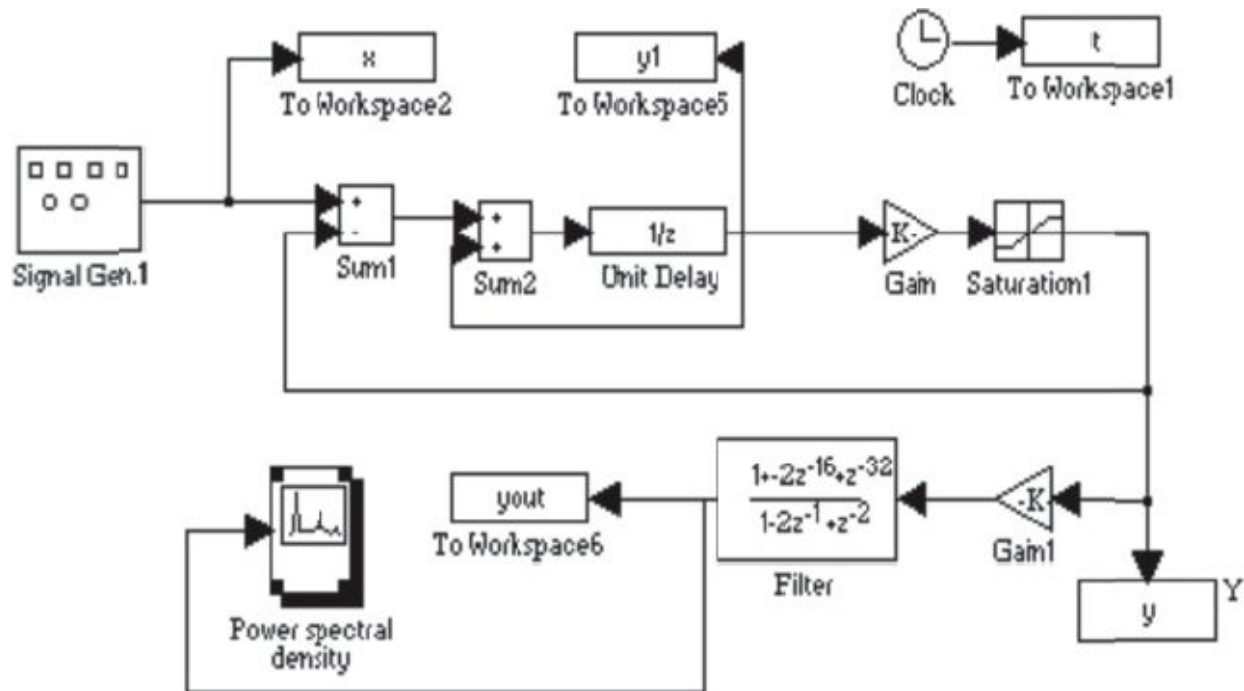 x
To Workspace2
y1
To Workspace5
Clock
t
To Workspace1
Signal Gen.1
+
-
Sum1
+
+
Sum2
1/z
Unit Delay
K-
Gain
Saturation1
Power spectral
density
yout
To Workspace6
1+-2z⁻¹⁶+z⁻³²
1-2z⁻¹+z⁻²
Filter
-K
Gain1
y
Y